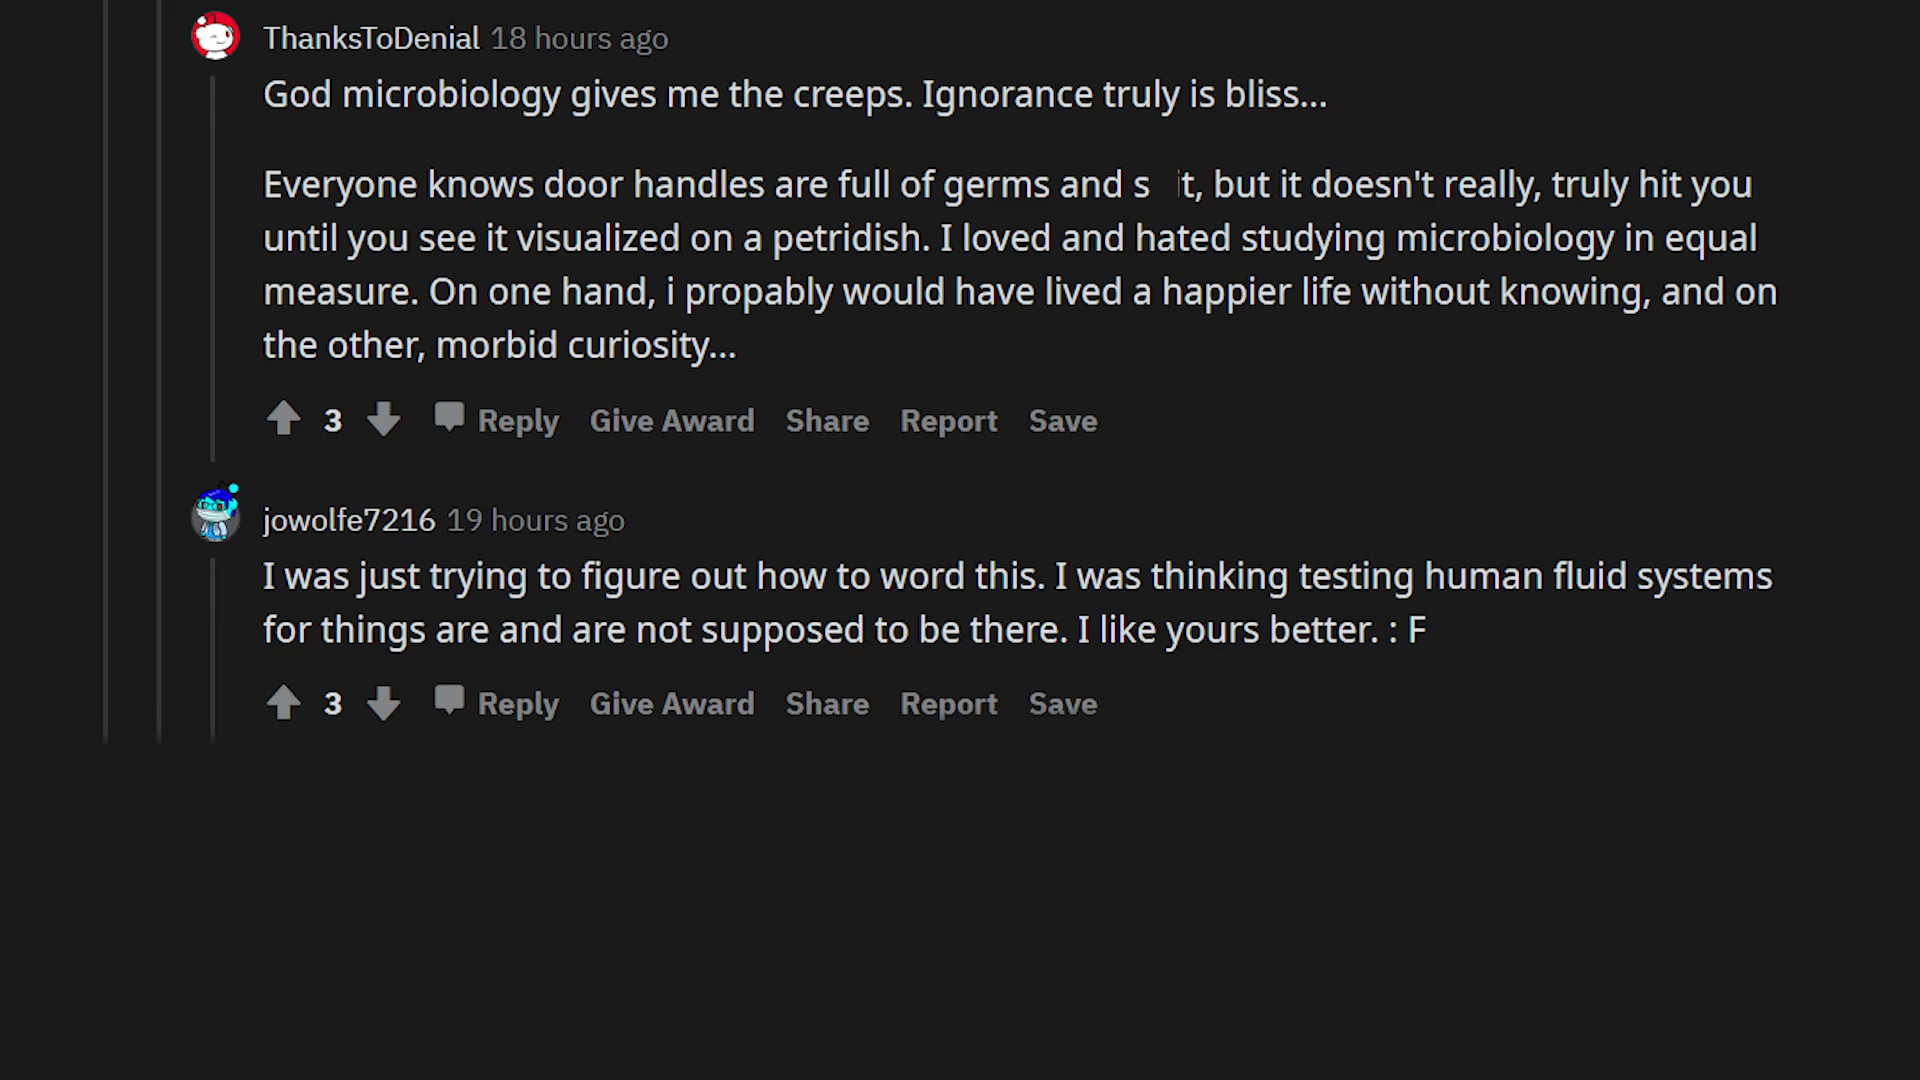 ThanksToDenial 18 hours ago
God microbiology gives me the creeps. Ignorance truly is bliss...
Everyone knows door handles are full of germs and s it, but it doesn't really, truly hit you
until you see it visualized on a petridish. I loved and hated studying microbiology in equal
measure. On one hand, i propably would have lived a happier life without knowing, and on
the other, morbid curiosity...
3 Reply Give Award Share Report Save
jowolfe7216 19 hours ago
I was just trying to figure out how to word this. I was thinking testing human fluid systems
for things are and are not supposed to be there. I like yours better. : F
3 Reply Give Award Share Report Save